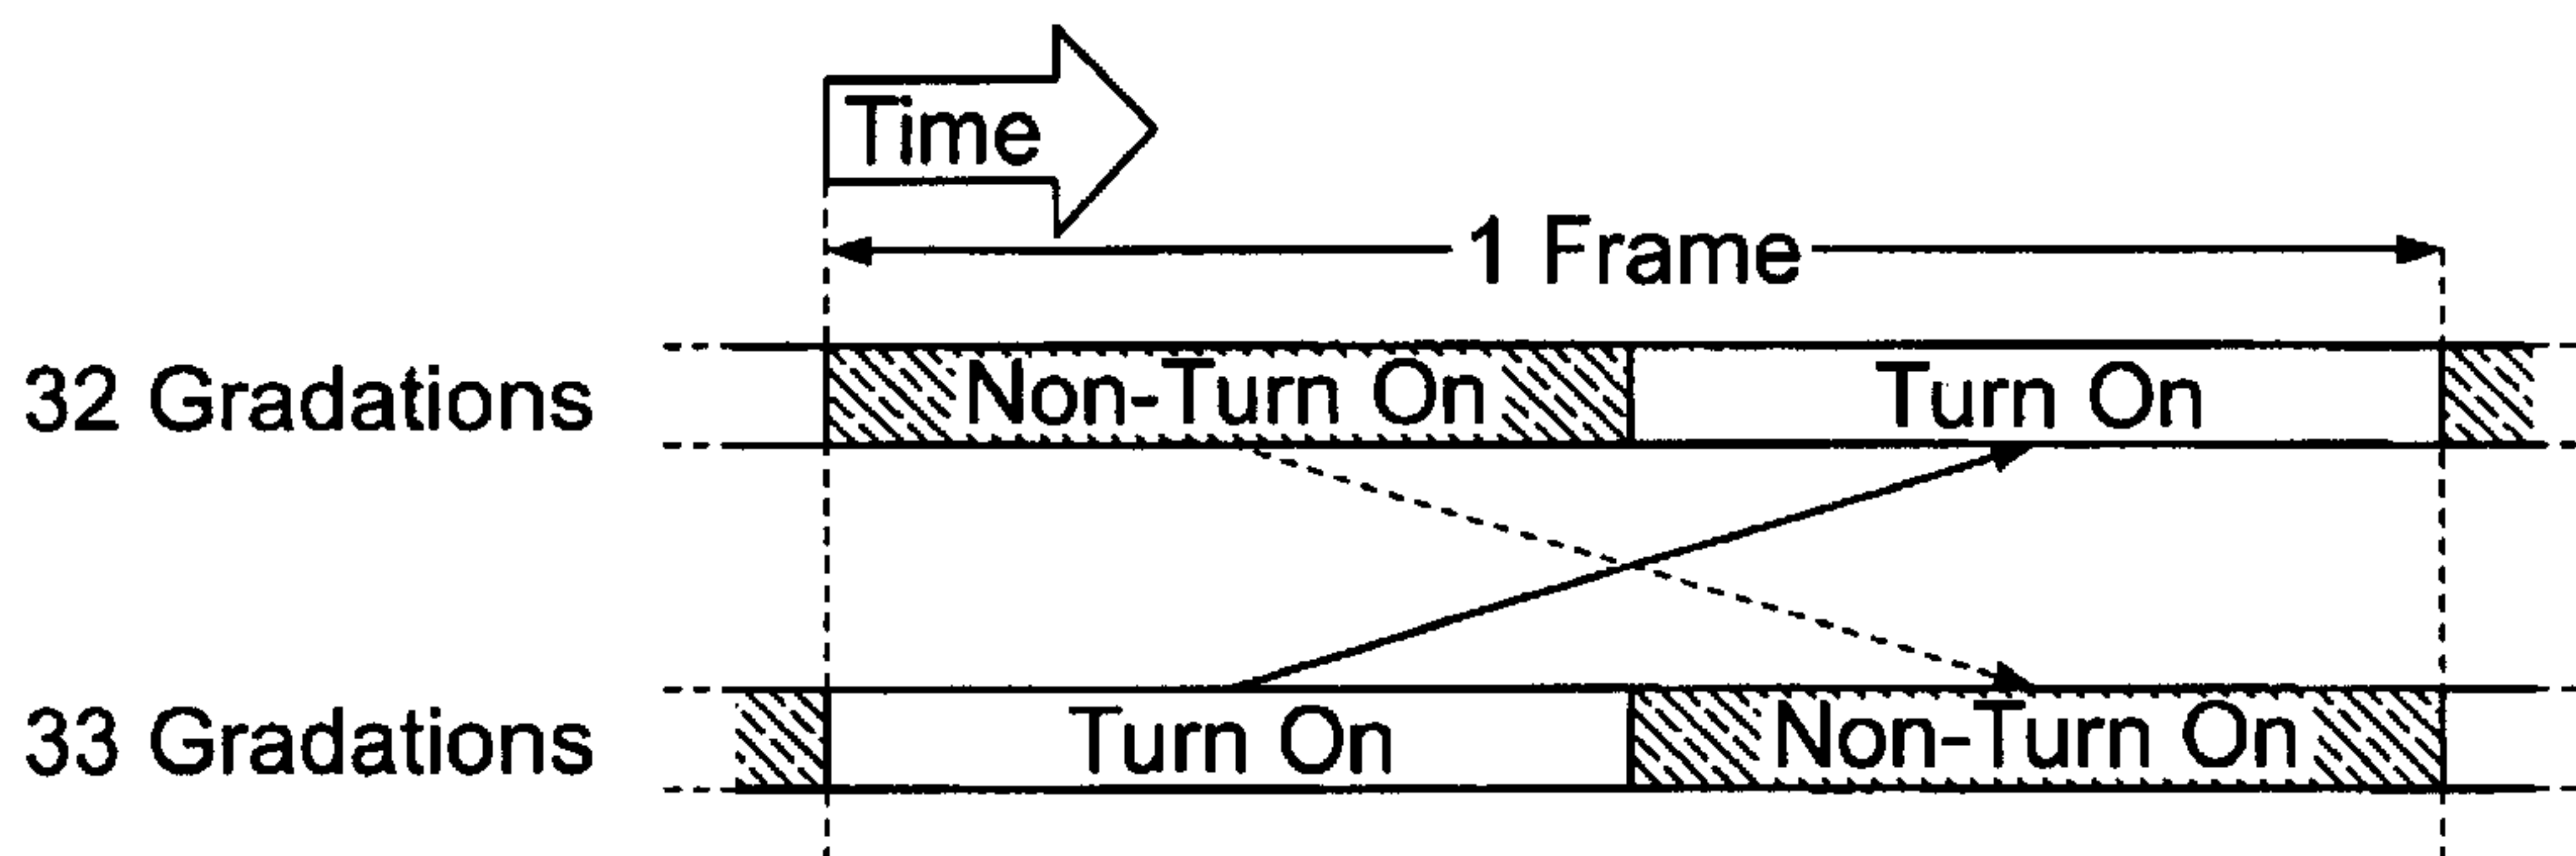 Time
1 Frame
32 Gradations Non-Turn On Turn On
33 Gradations Turn On Non-Turn On